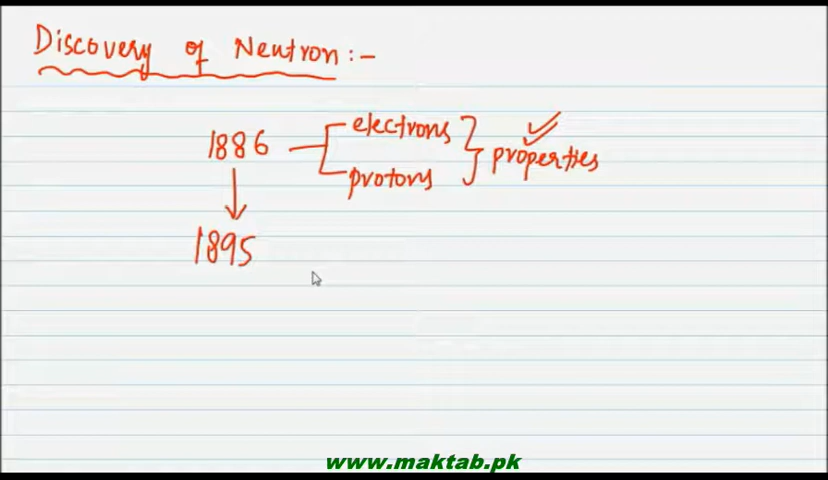 Discovery of Neutron :-
electrons
1886
properties
protons
1895
www.maktab.pk